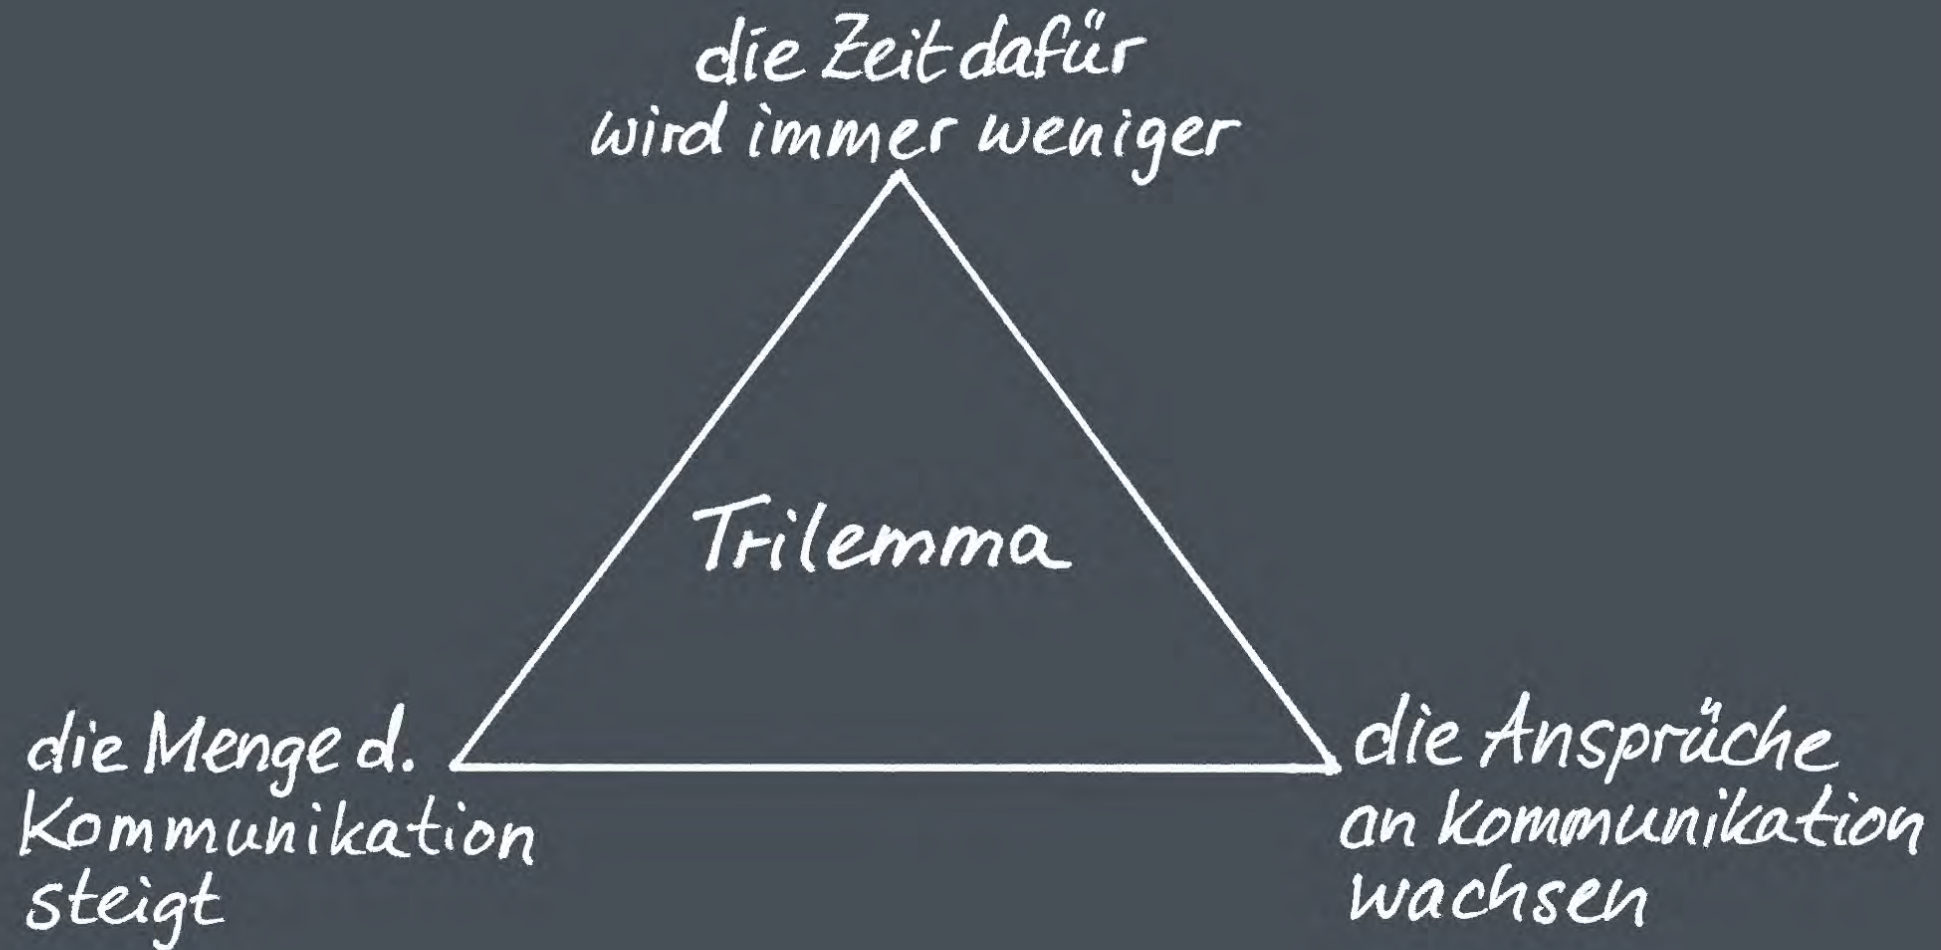 die Zeit dafür
wird immer weniger
Trilemma
die Menge d.
Kommunikation
steigt
die Ansprüche
an Kommunikation
wachsen